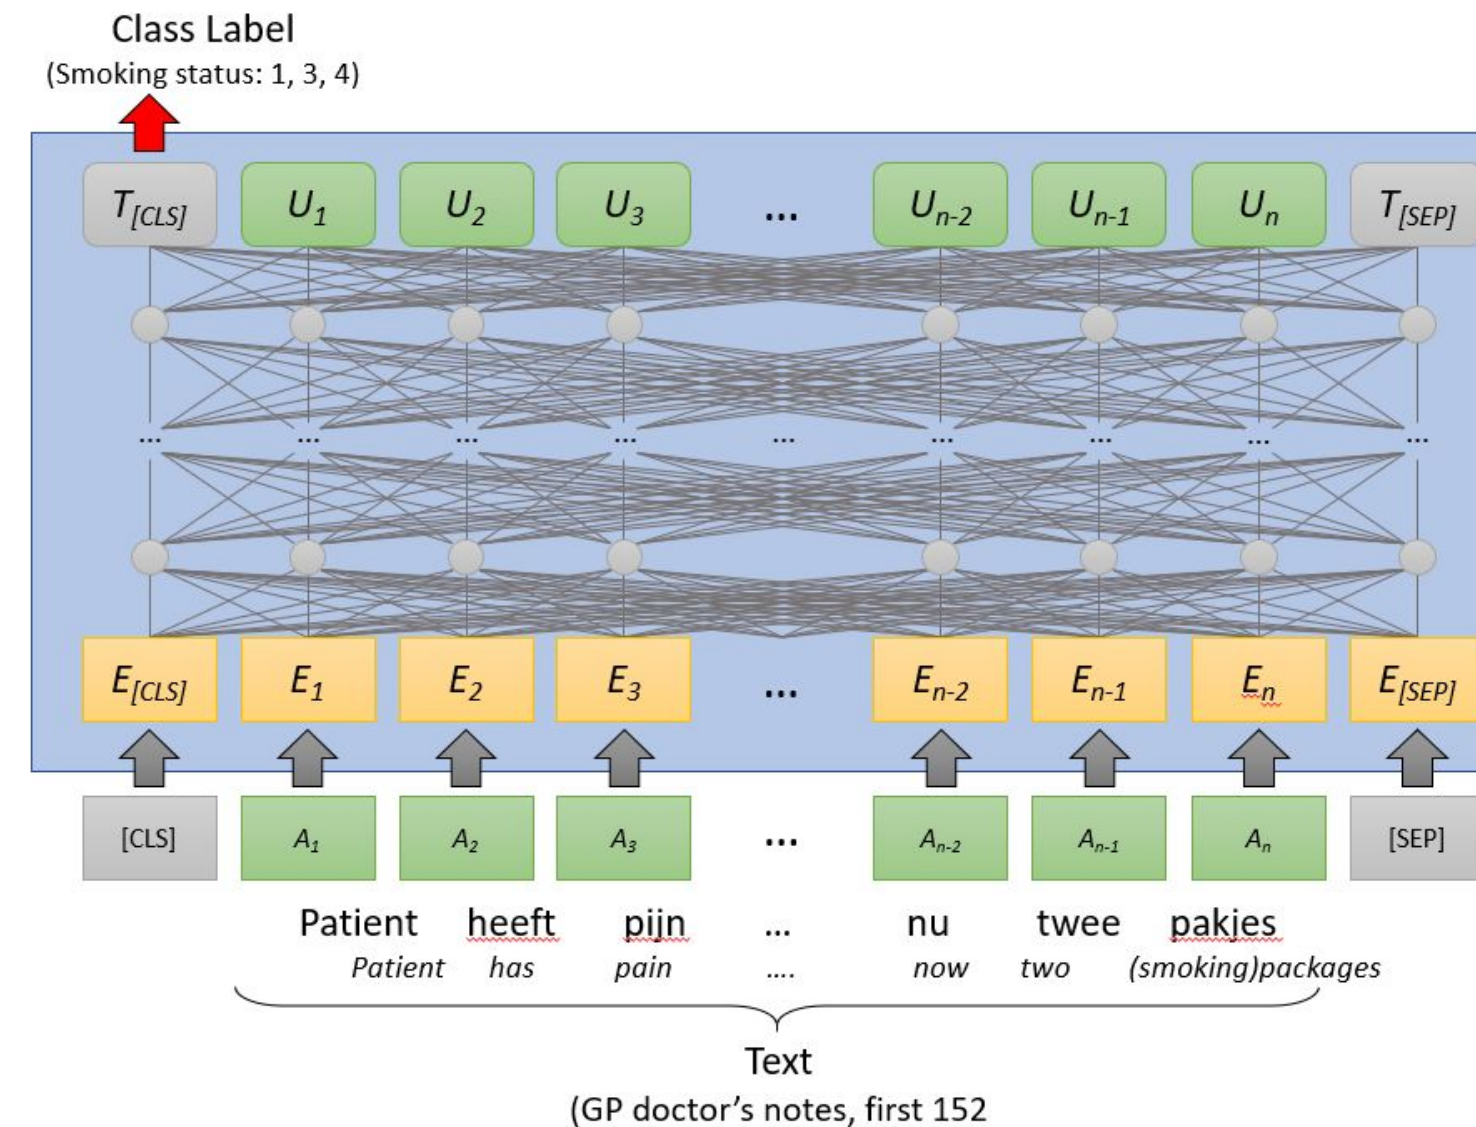 Class Label
(Smoking status: 1, 3, 4)
T[CLS] U1 U2 U3 ... Un-2 Un-1 Un T[SEP]
... ... ... ... ... ... ... ... ...
E[CLS] E1 E2 E3 ... En-2 En-1 En E[SEP]
[CLS] A1 A2 A3 ... An-2 An-1 An [SEP]
Patient heeft pijn ... nu twee pakjes
Patient has pain .... now two (smoking)packages
Text
(GP doctor's notes, first 152